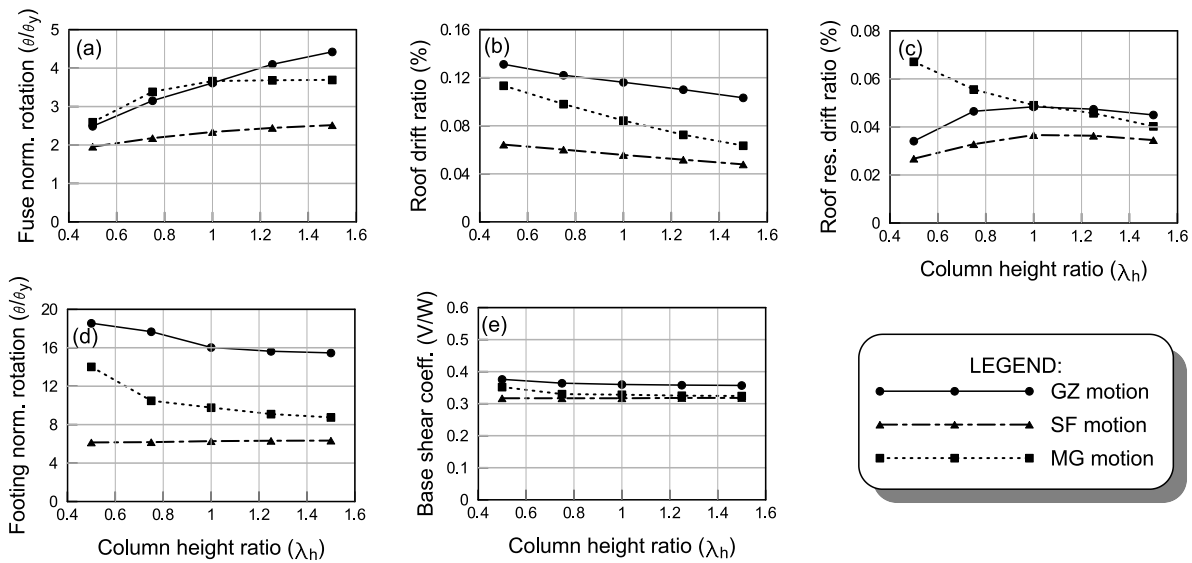 Fuse norm. rotation (θ/θy)
5
4
3
2
1
0
(a)
0.4 0.6 0.8 1 1.2 1.4 1.6
Roof drift ratio (%)
0.16
0.12
0.08
0.04
0
(b)
0.4 0.6 0.8 1 1.2 1.4 1.6
Roof res. drift ratio (%)
0.08
0.06
0.04
0.02
0
(c)
0.4 0.6 0.8 1 1.2 1.4 1.6
Column height ratio (λh)
Footing norm. rotation (θ/θy)
20
16
12
8
4
0
(d)
0.4 0.6 0.8 1 1.2 1.4 1.6
Column height ratio (λh)
Base shear coeff. (V/W)
0.6
0.5
0.4
0.3
0.2
0.1
0
(e)
0.4 0.6 0.8 1 1.2 1.4 1.6
Column height ratio (λh)
LEGEND:
GZ motion
SF motion
MG motion